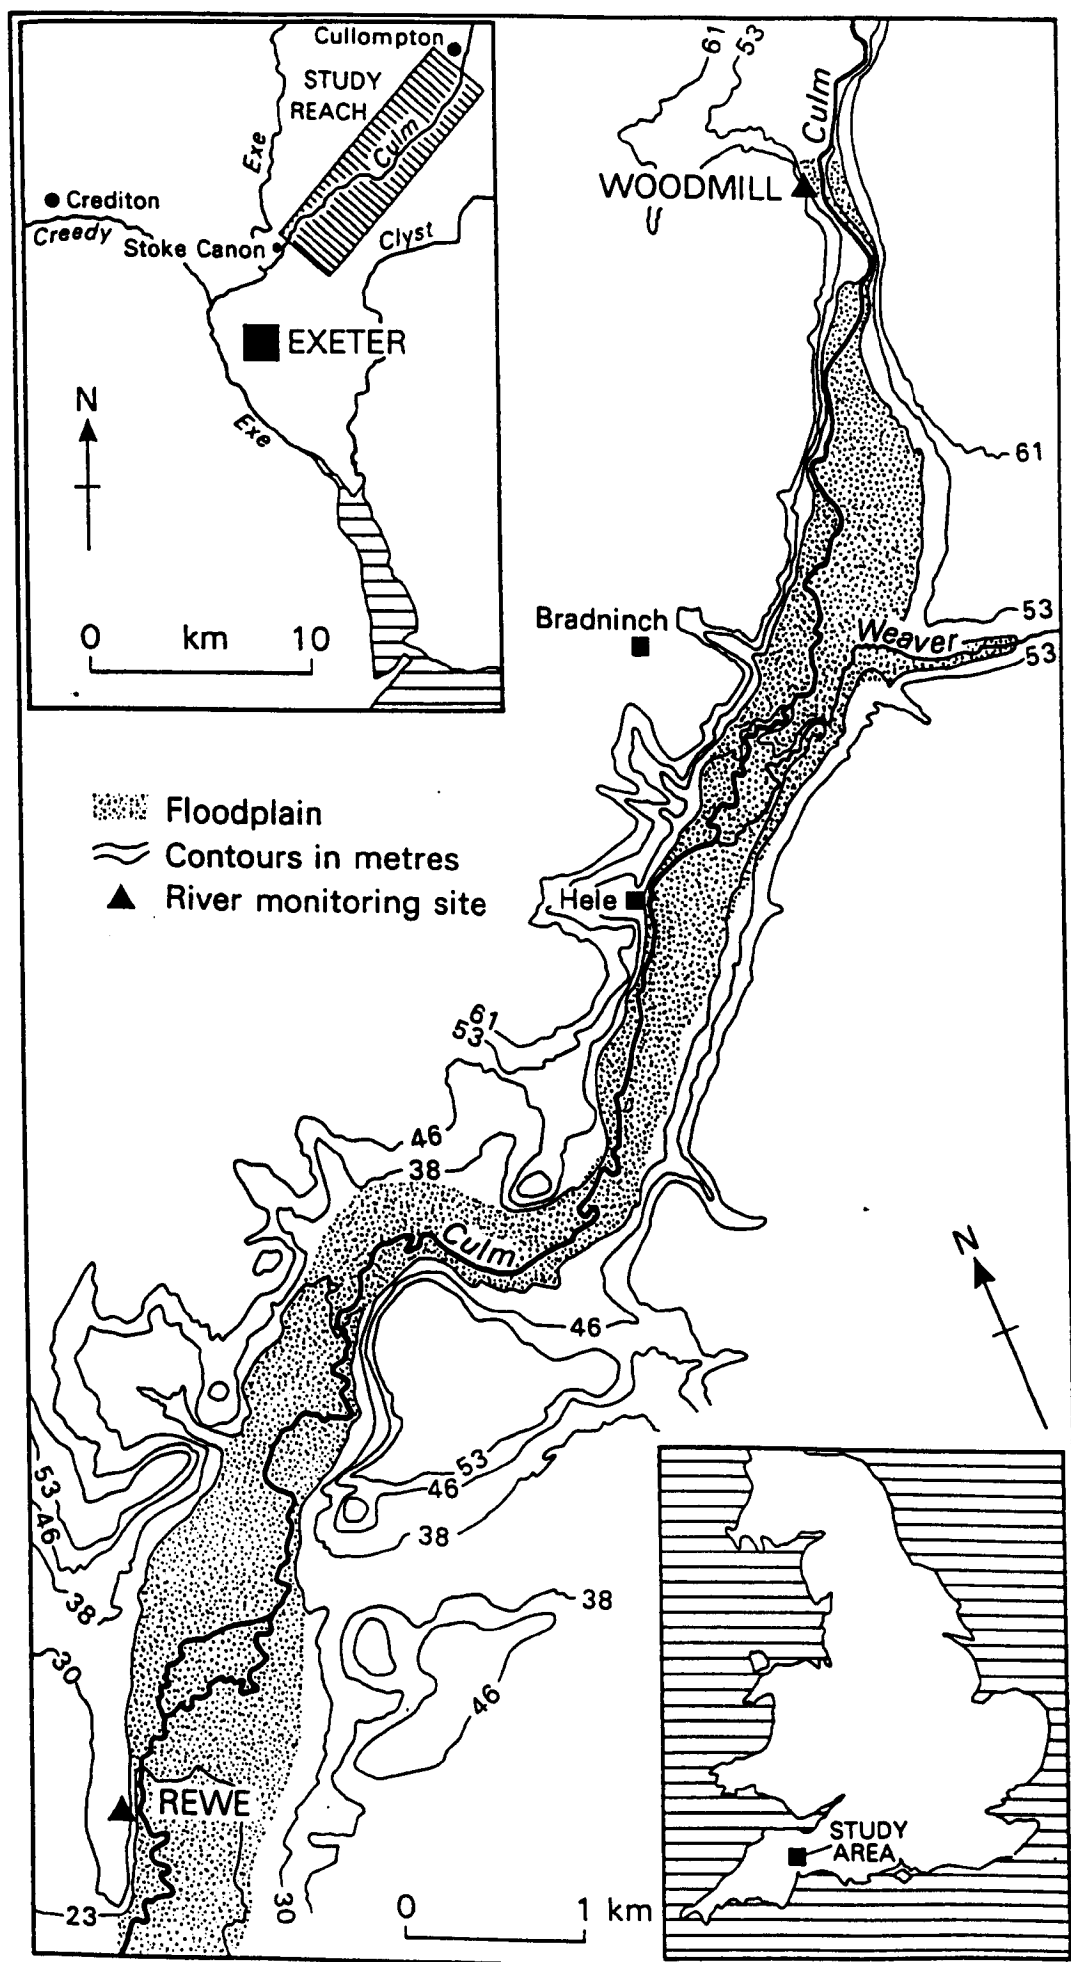 Cullompton
STUDY
REACH
Culm
Exe
Crediton
Creedy
Stoke Canon
Clyst
EXETER
N
Exe
0 km 10
61
53
Culm
WOODMILL
61
Bradninch
53
Weaver
53
Floodplain
Contours in metres
River monitoring site
Hele
61
53
46
38
Culm
N
46
53
46
38
53
46
38
38
30
46
REWE
23
30
0 1 km
STUDY
AREA